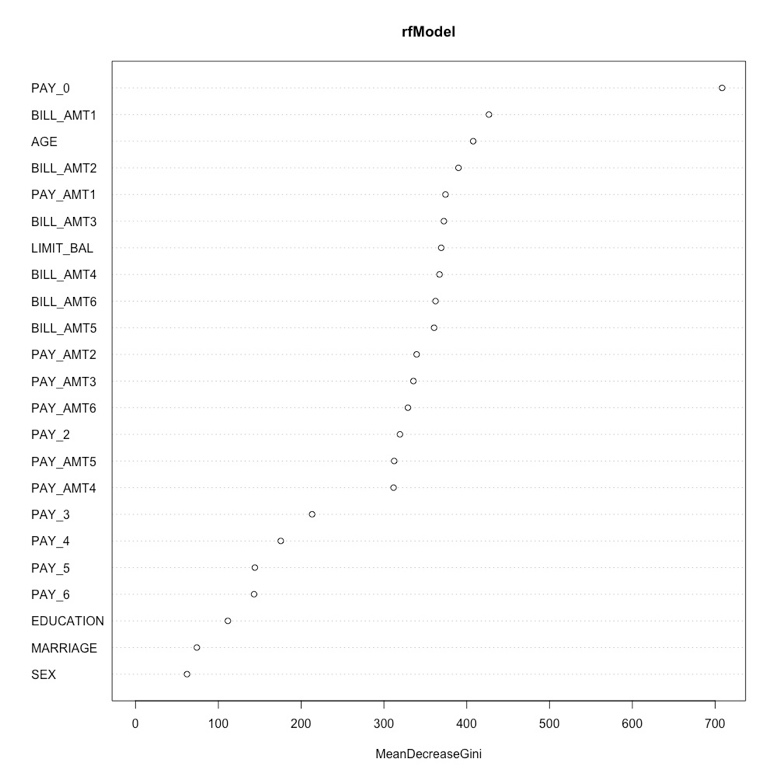 rfModel
PAY_0
BILL_AMT1
AGE
BILL_AMT2
PAY_AMT1
BILL_AMT3
LIMIT_BAL
BILL_AMT4
BILL_AMT6
BILL_AMT5
PAY_AMT2
PAY_AMT3
PAY_AMT6
PAY_2
PAY_AMT5
PAY_AMT4
PAY_3
PAY_4
PAY_5
PAY_6
EDUCATION
MARRIAGE
SEX
0 100 200 300 400 500 600 700
MeanDecreaseGini